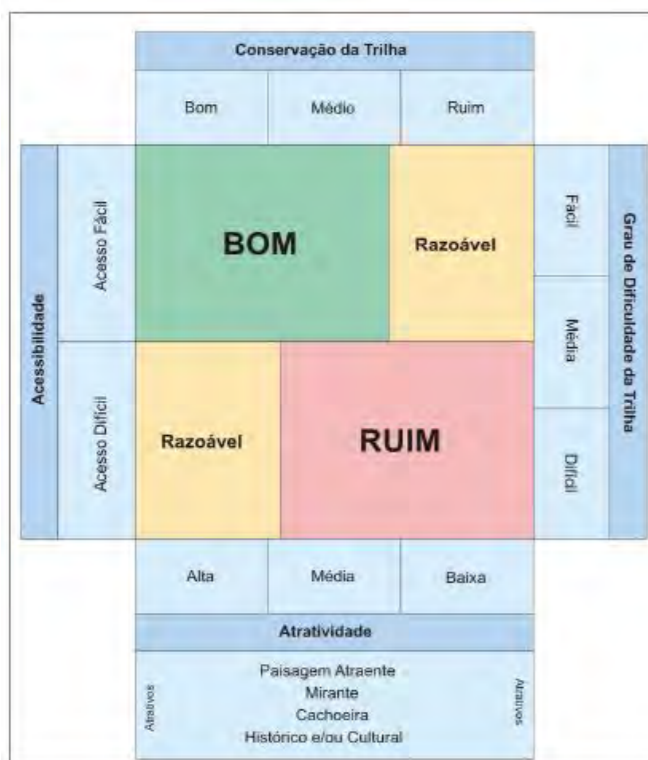 Conservação da Trilha
Bom
Médio
Ruim
Acessibilidade
Acesso Fácil
Acesso Difícil
BOM
Razoável
Razoável
RUIM
Fácil
Média
Difícil
Grau de Dificuldade da Trilha
Alta
Média
Baixa
Atratividade
Atrativos
Paisagem Atraente
Mirante
Cachoeira
Histórico e/ou Cultural
Atrativos